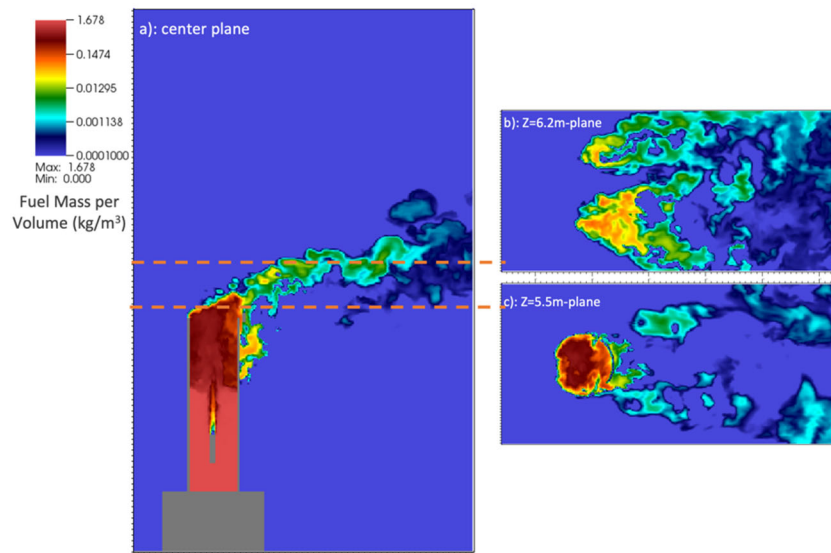 1.678
0.1474
0.01295
0.001138
0.0001000
Max: 1.678
Min: 0.000
Fuel Mass per
Volume (kg/m³)
a): center plane
b): Z=6.2m-plane
c): Z=5.5m-plane